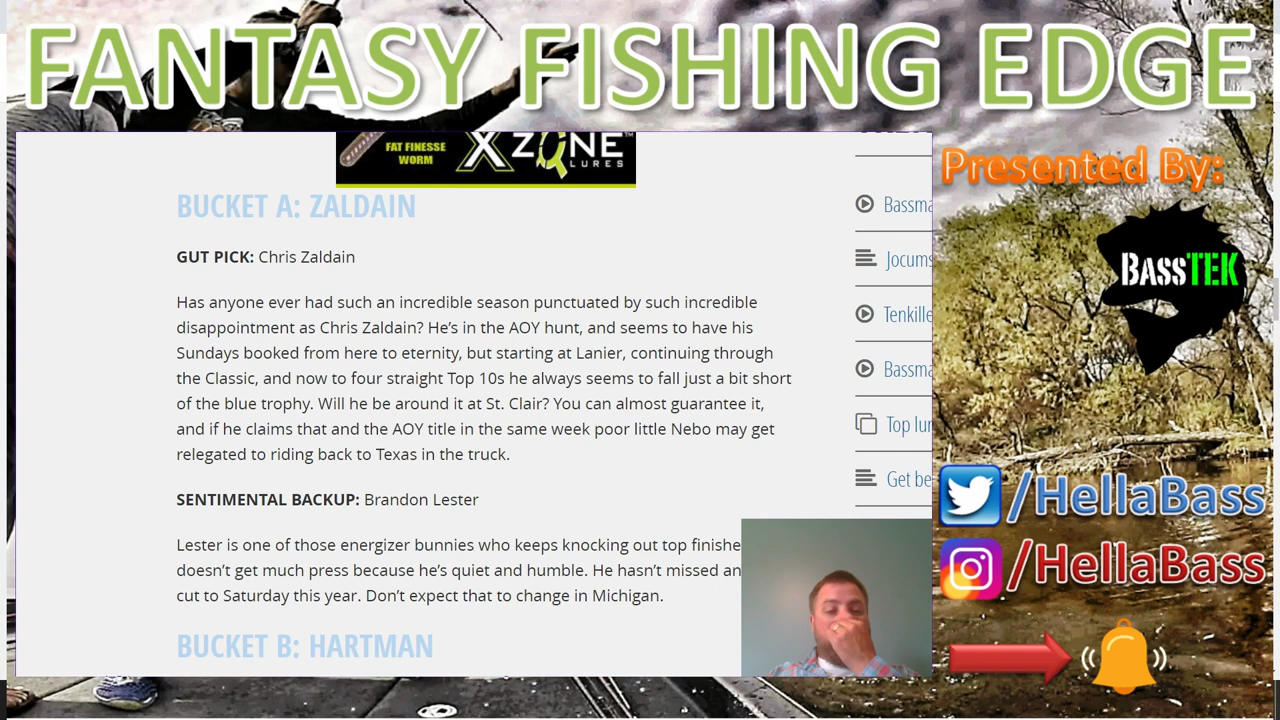 FANTASY FISHING EDGE
FAT FINESSE
WORM
XZONE
LURES
Presented By:
BASSTEK
BUCKET A: ZALDAIN
GUT PICK: Chris Zaldain
Has anyone ever had such an incredible season punctuated by such incredible
disappointment as Chris Zaldain? He’s in the AOY hunt, and seems to have his
Sundays booked from here to eternity, but starting at Lanier, continuing through
the Classic, and now to four straight Top 10s he always seems to fall just a bit short
of the blue trophy. Will he be around it at St. Clair? You can almost guarantee it,
and if he claims that and the AOY title in the same week poor little Nebo may get
relegated to riding back to Texas in the truck.
SENTIMENTAL BACKUP: Brandon Lester
Lester is one of those energizer bunnies who keeps knocking out top finishe
doesn’t get much press because he’s quiet and humble. He hasn’t missed an
cut to Saturday this year. Don’t expect that to change in Michigan.
BUCKET B: HARTMAN
Bassma
Jocums
Tenkille
Bassma
Top lur
Get be
/HellaBass
/HellaBass